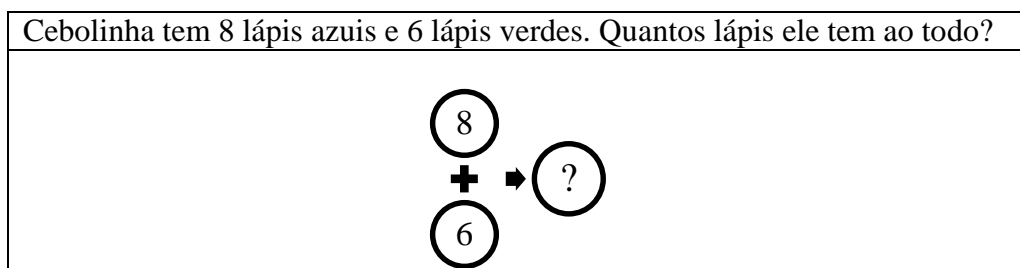 Cebolinha tem 8 lápis azuis e 6 lápis verdes. Quantos lápis ele tem ao todo?
8
+
?
6